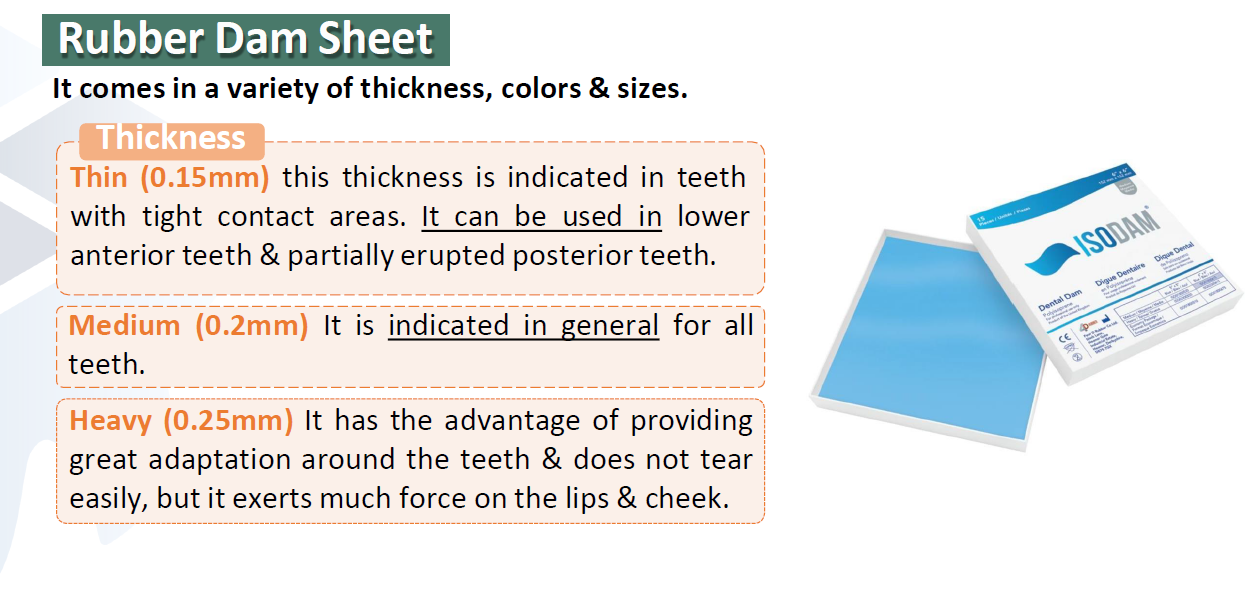 Rubber Dam Sheet
It comes in a variety of thickness, colors & sizes.
Thickness
Thin (0.15mm) this thickness is indicated in teeth
with tight contact areas. It can be used in lower
anterior teeth & partially erupted posterior teeth.
Medium (0.2mm) It is indicated in general for all
teeth.
Heavy (0.25mm) It has the advantage of providing
great adaptation around the teeth & does not tear
easily, but it exerts much force on the lips & cheek.
15
6" x 6"
ISODAM
Dental Dam
Digue Dentaire
Dique Dental
CE